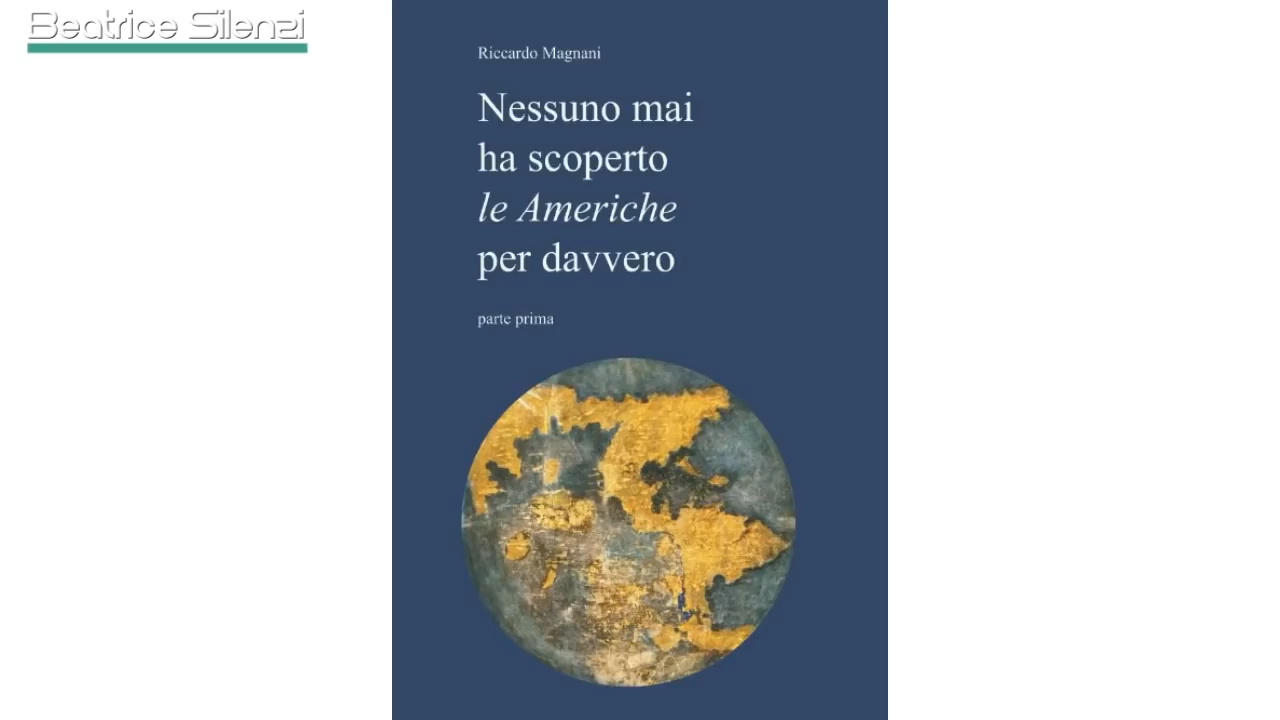 Beatrice Silenzi
Riccardo Magnani
Nessuno mai
ha scoperto
le Americhe
per davvero
parte prima